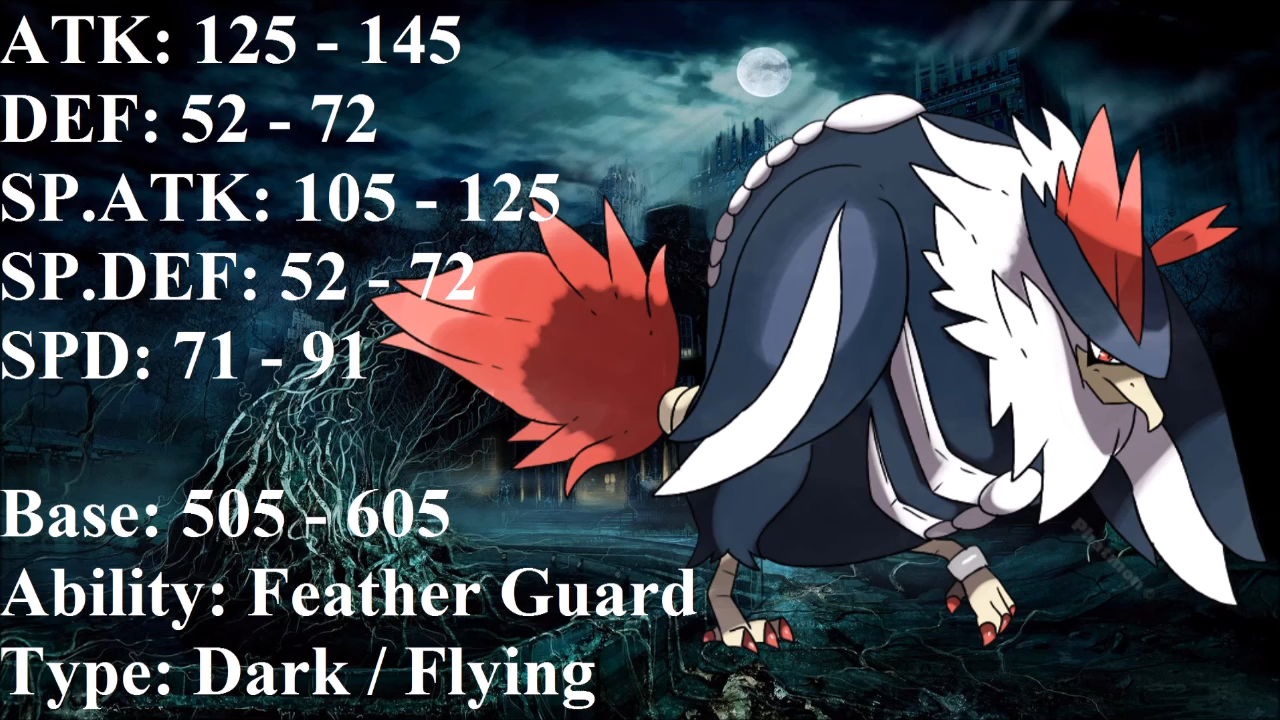 ATK: 125 - 145
DEF: 52 - 72
SP.ATK: 105 - 125
SP.DEF: 52 - 72
SPD: 71 - 91
Base: 505 - 605
Ability: Feather Guard
Type: Dark / Flying